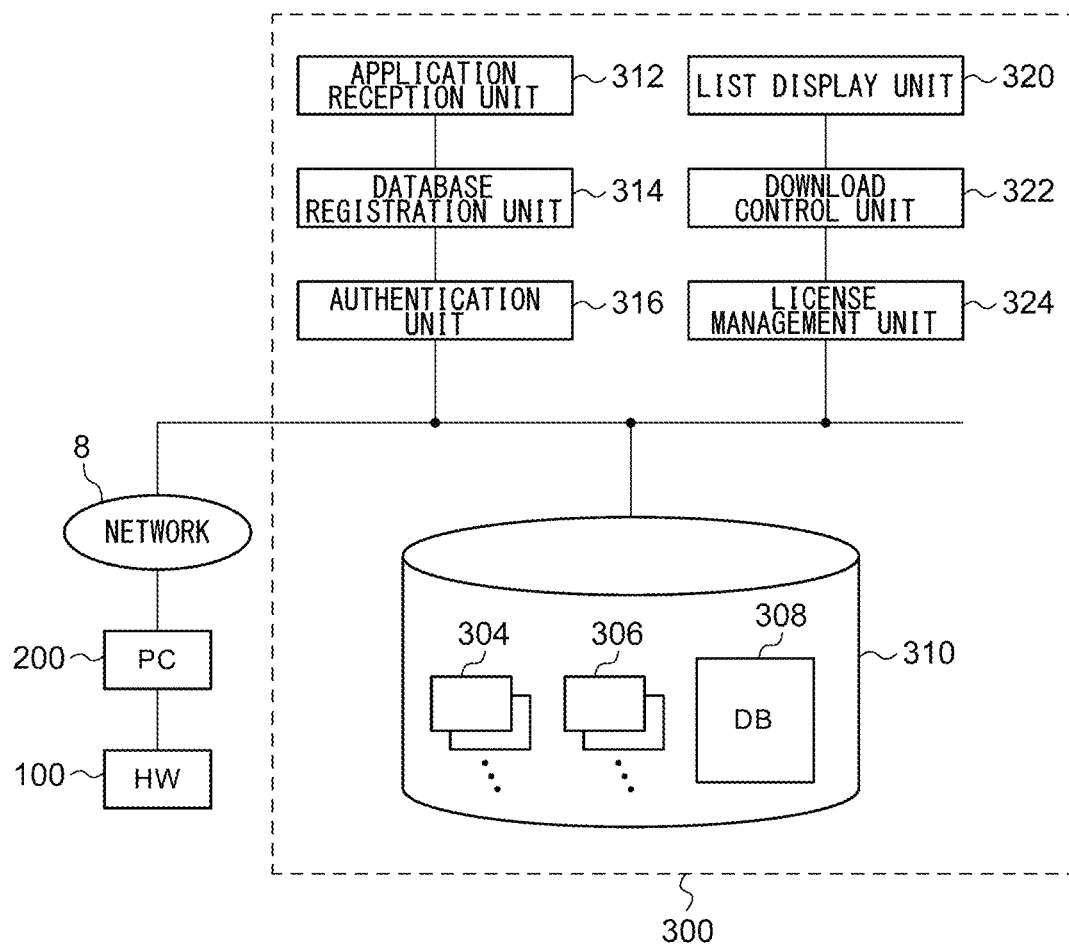 APPLICATION
RECEPTION UNIT
312
LIST DISPLAY UNIT
320
DATABASE
REGISTRATION UNIT
314
DOWNLOAD
CONTROL UNIT
322
AUTHENTICATION
UNIT
316
LICENSE
MANAGEMENT UNIT
324
8
NETWORK
304
306
308
200
PC
310
DB
100
HW
300